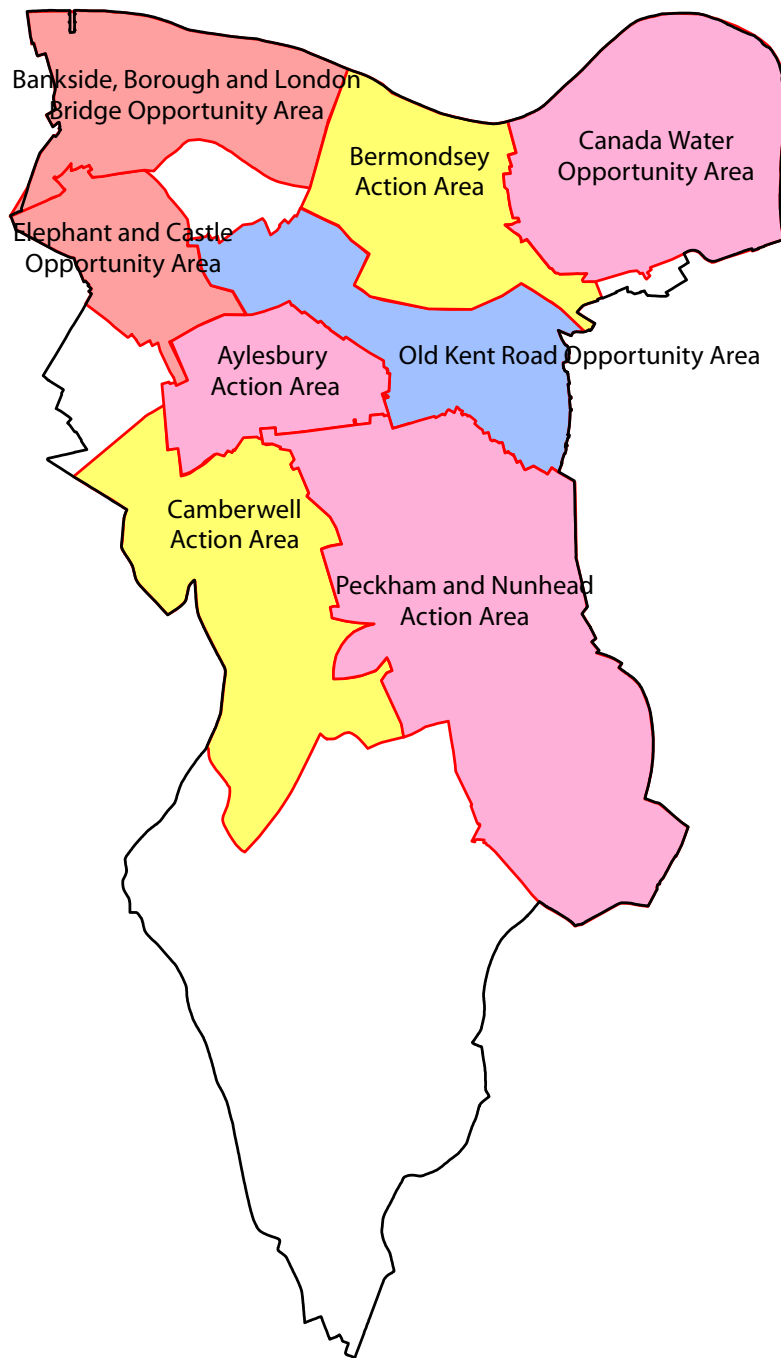 Bankside, Borough and London
Bridge Opportunity Area
Bermondsey
Action Area
Canada Water
Opportunity Area
Elephant and Castle
Opportunity Area
Aylesbury
Action Area
Old Kent Road Opportunity Area
Camberwell
Action Area
Peckham and Nunhead
Action Area